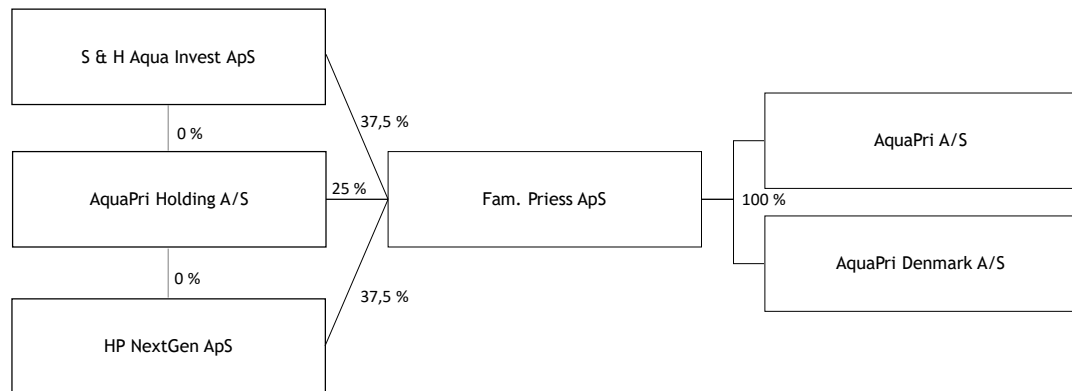 S & H Aqua Invest ApS
0 %
37,5 %
AquaPri A/S
AquaPri Holding A/S
25 %
Fam. Priess ApS
100 %
0 %
37,5 %
AquaPri Denmark A/S
HP NextGen ApS